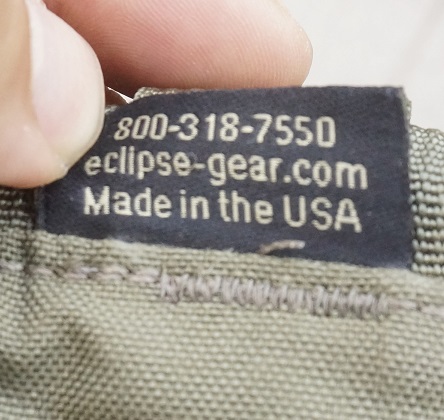 800-318-7550
eclipse-gear.com
Made in the USA